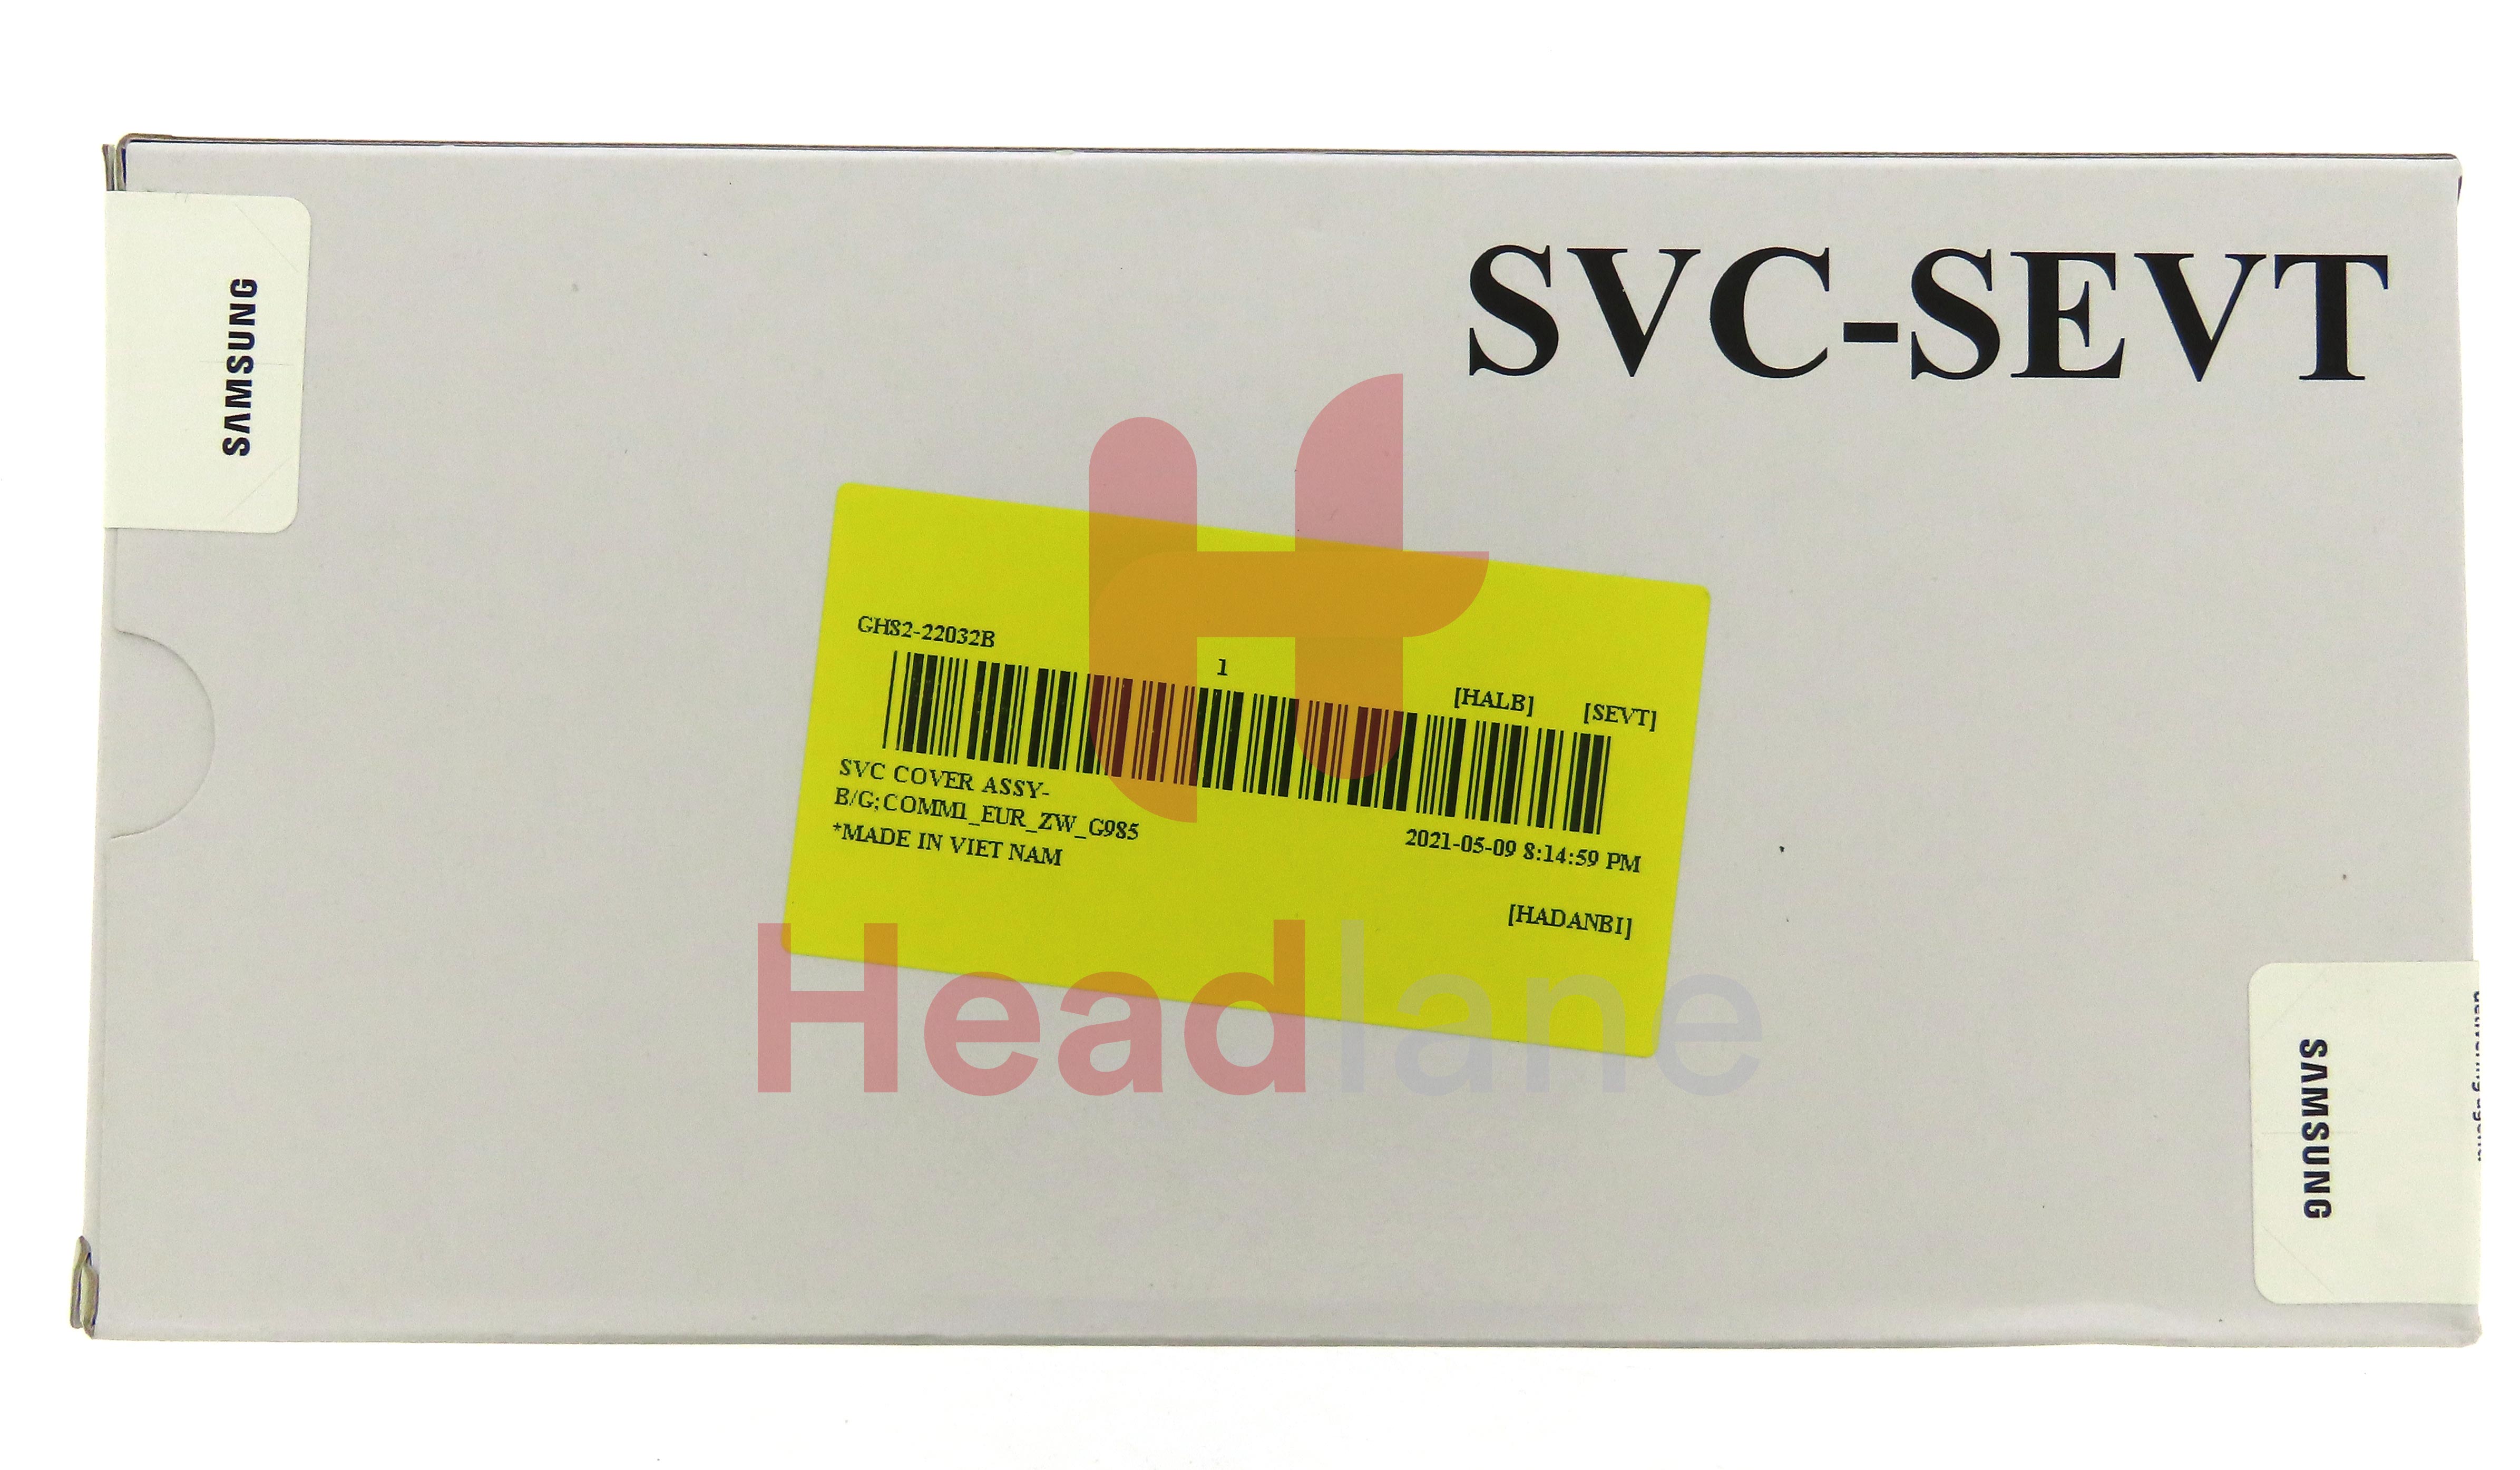 SVC-SEVT
SAMSUNG
GH82-22032B
1
[HALB] [SEVT]
SVC COVER ASSY-
B/G;COMM1_EUR_ZW_G985
*MADE IN VIET NAM
2021-05-09 8:14:59 PM
[HADANBI]
Headlane
SAMSUNG